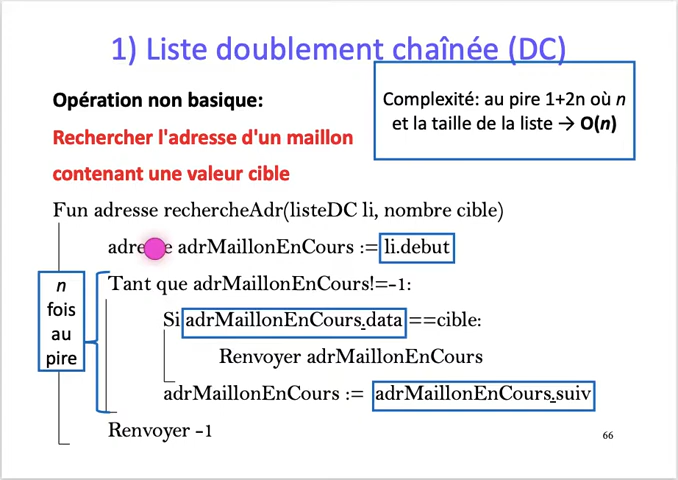 1) Liste doublement chaînée (DC)
Opération non basique:
Complexité: au pire 1+2n où n
et la taille de la liste → O(n)
Rechercher l'adresse d'un maillon
contenant une valeur cible
Fun adresse rechercheAdr(listeDC li, nombre cible)
adrMaillonEnCours := li.debut
Tant que adrMaillonEnCours!=-1:
n
fois
au
pire
Si adrMaillonEnCours.data ==cible:
Renvoyer adrMaillonEnCours
adrMaillonEnCours := adrMaillonEnCours.suiv
Renvoyer -1
66